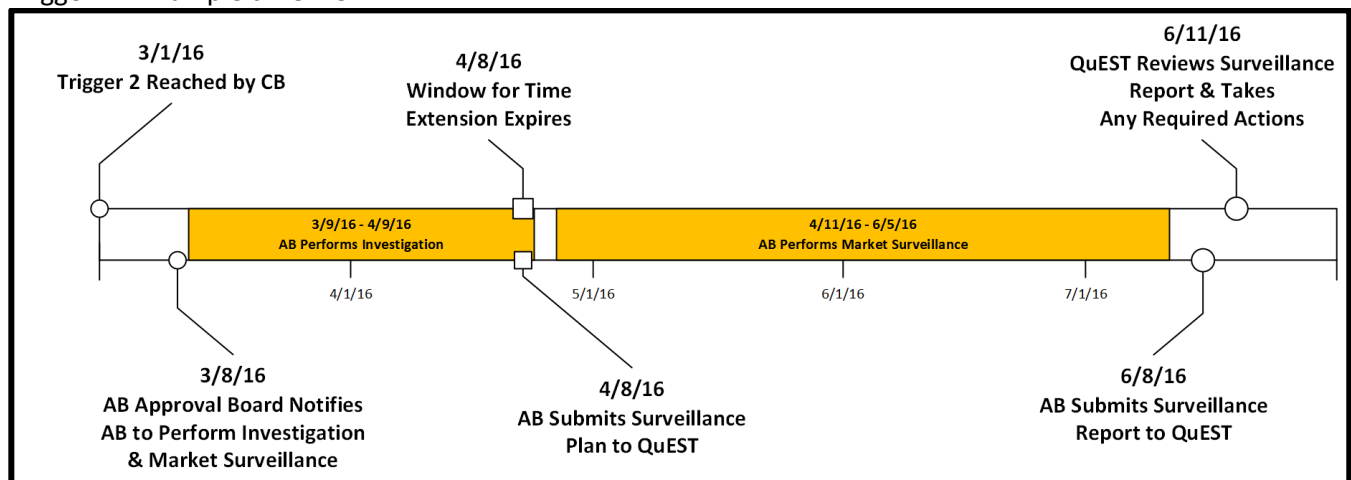 3/1/16
Trigger 2 Reached by CB
4/8/16
Window for Time
Extension Expires
6/11/16
QuEST Reviews Surveillance
Report & Takes
Any Required Actions
3/9/16 - 4/9/16
AB Performs Investigation
4/11/16 - 6/5/16
AB Performs Market Surveillance
4/1/16
5/1/16
6/1/16
7/1/16
3/8/16
AB Approval Board Notifies
AB to Perform Investigation
& Market Surveillance
4/8/16
AB Submits Surveillance
Plan to QuEST
6/8/16
AB Submits Surveillance
Report to QuEST